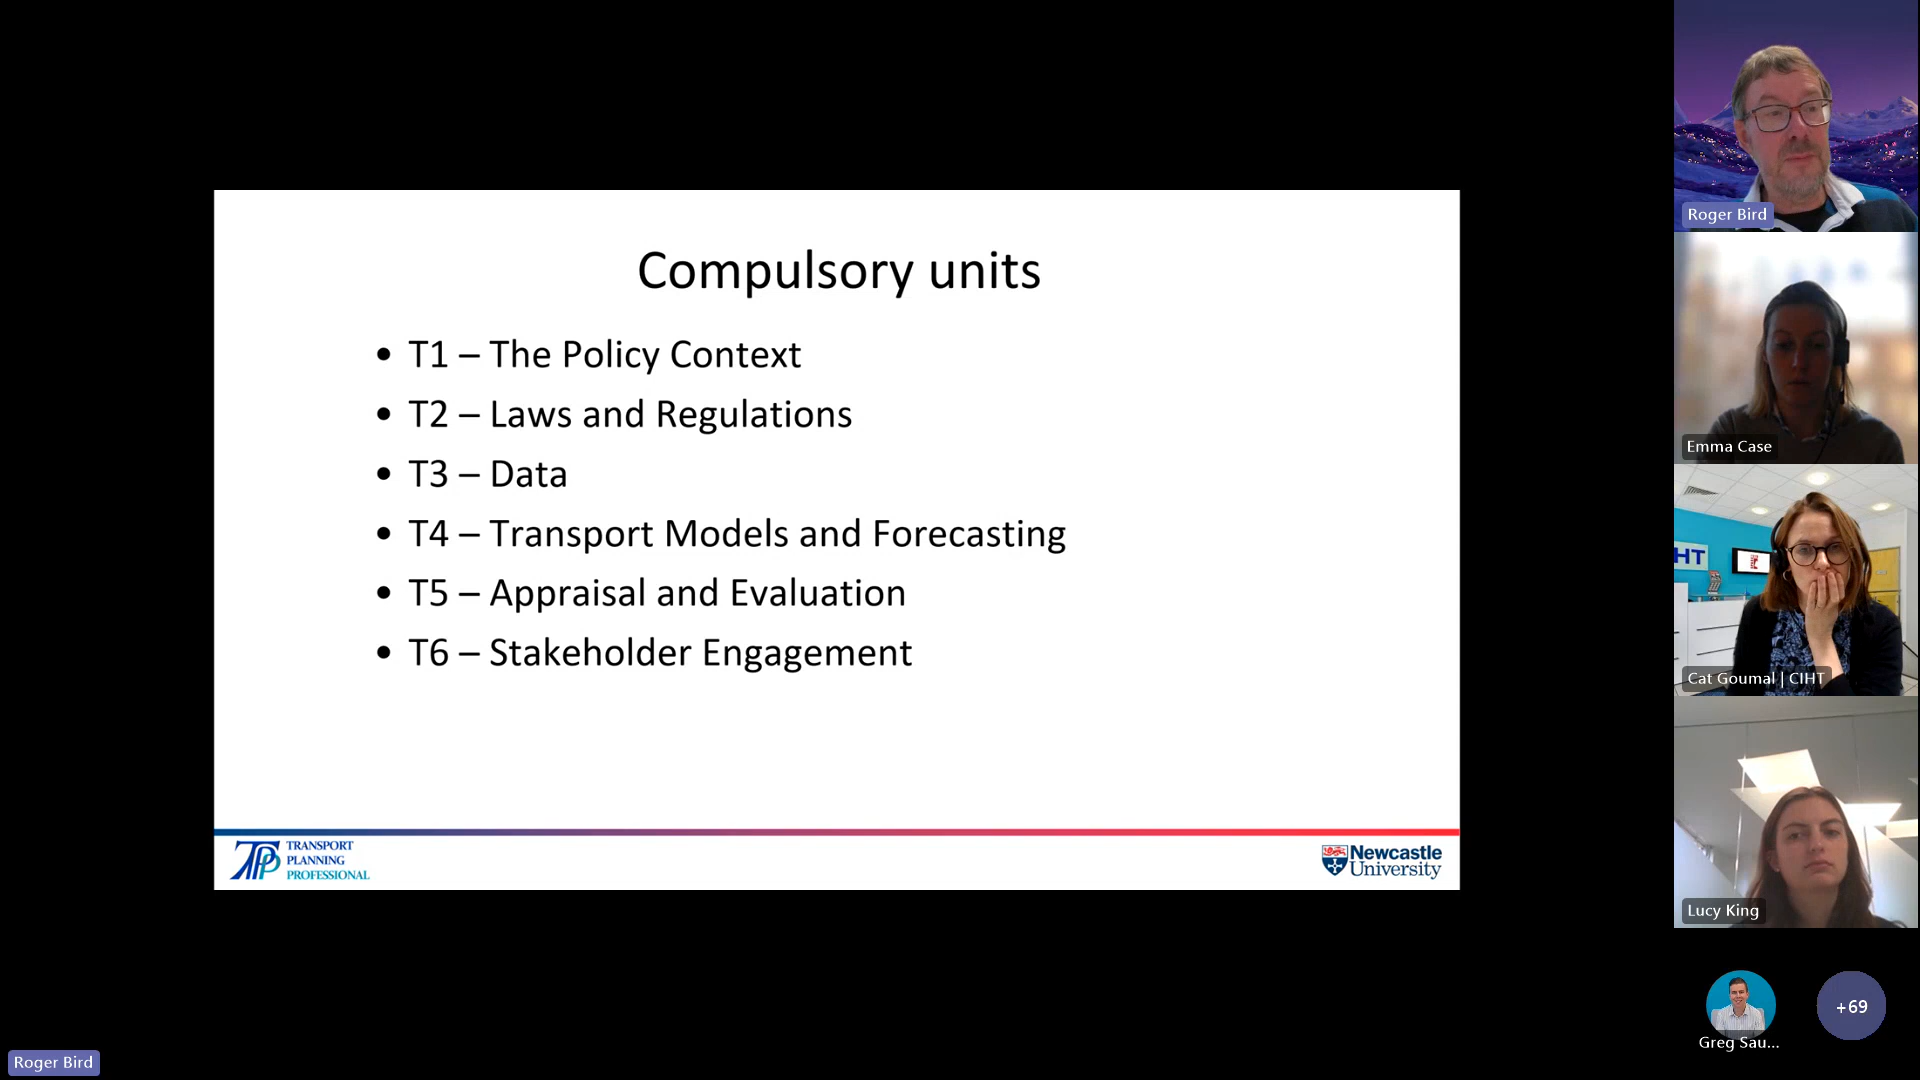 Compulsory units
• T1 – The Policy Context
• T2 – Laws and Regulations
• T3 – Data
• T4 – Transport Models and Forecasting
• T5 – Appraisal and Evaluation
• T6 – Stakeholder Engagement
TPP TRANSPORT
PLANNING
PROFESSIONAL
Newcastle
University
Roger Bird
Roger Bird
Emma Case
HT
Cat Goumal | CIHT
Lucy King
Greg Sau...
+69